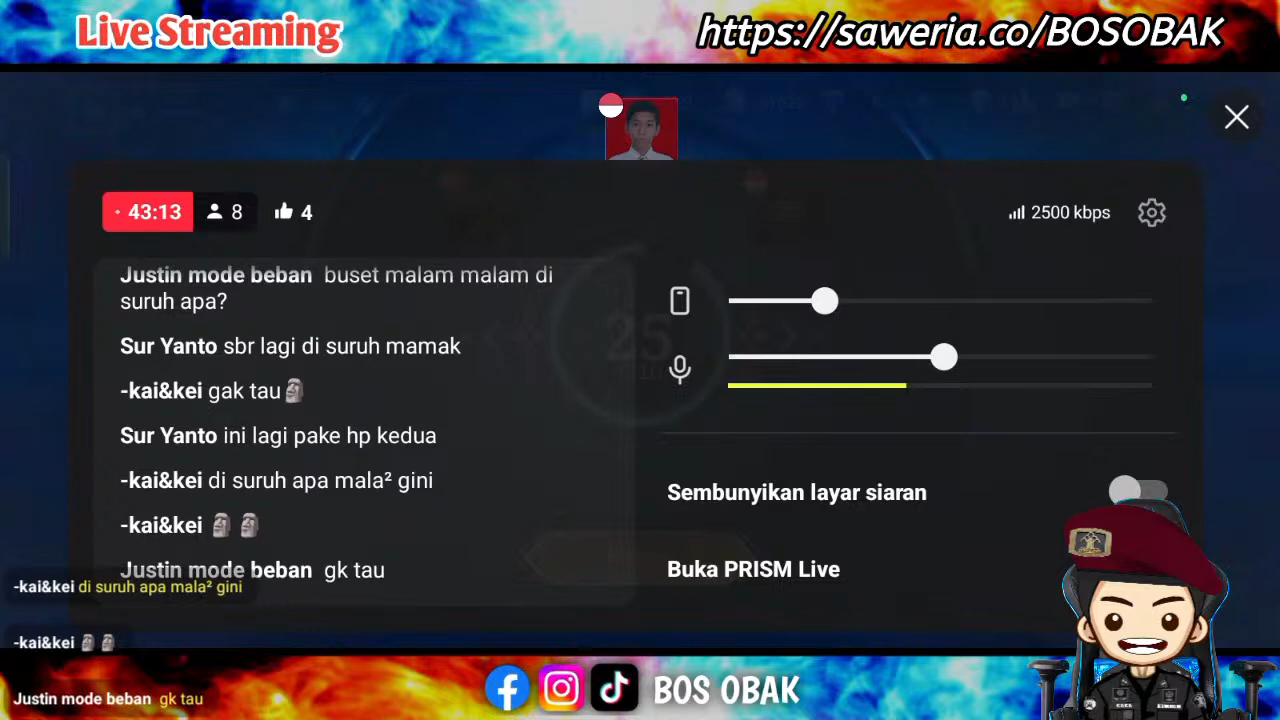 Live Streaming
https://saweria.co/BOSOBAK
43:13
8
4
2500 kbps
Justin mode beban buset malam malam di
suruh apa?
Sur Yanto sbr lagi di suruh mamak
-kai&kei gak tau🗿
Sur Yanto ini lagi pake hp kedua
-kai&kei di suruh apa mala² gini
-kai&kei 🗿 🗿
Justin mode beban gk tau
25
Sembunyikan layar siaran
Buka PRISM Live
-kai&kei di suruh apa mala² gini
-kai&kei 🗿🗿
Justin mode beban gk tau
BOS OBAK